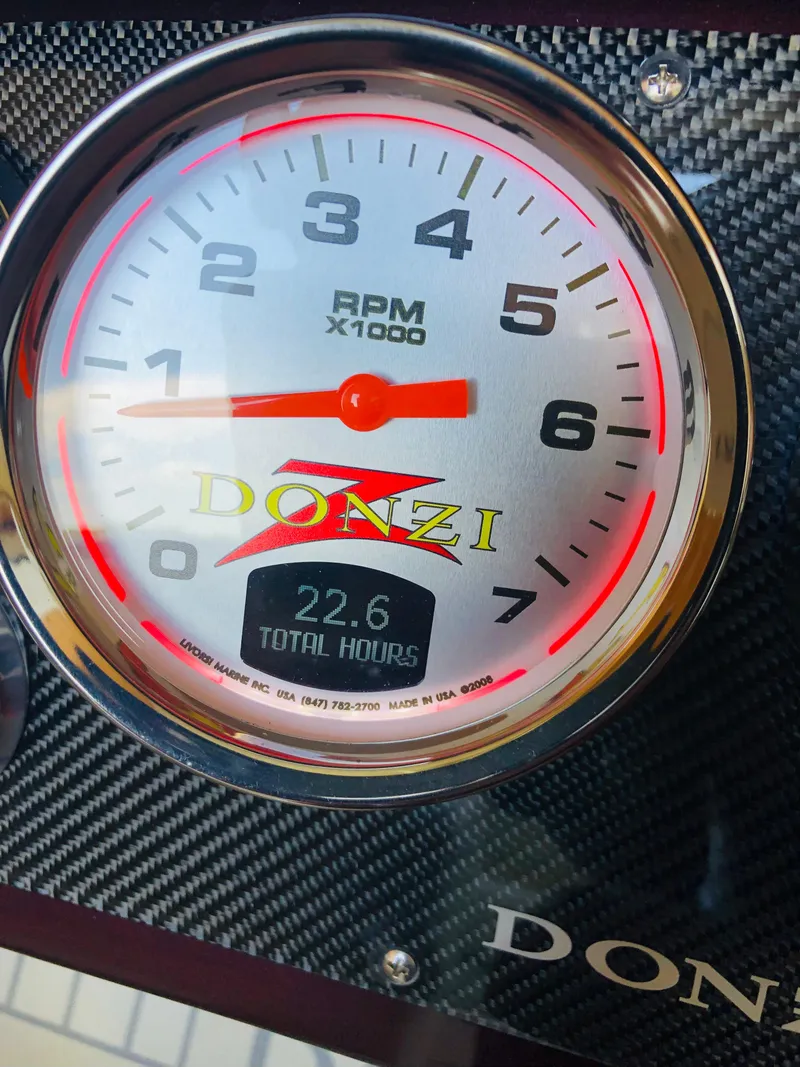 3
4
2
5
RPM
X1000
1
6
DONZI
0
7
22.6
TOTAL HOURS
LIVORSI MARINE INC. USA (847) 752-2700 MADE IN USA ©2008
DONZ